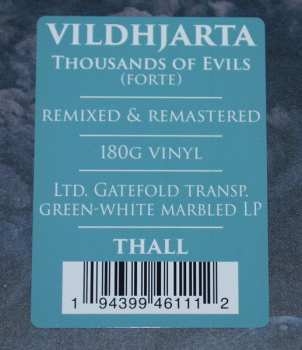 VILDHJARTA
THOUSANDS OF EVILS
(FORTE)
REMIXED & REMASTERED
180G VINYL
LTD. GATEFOLD TRANSP.
GREEN-WHITE MARBLED LP
THALL
1 94399 46111 2